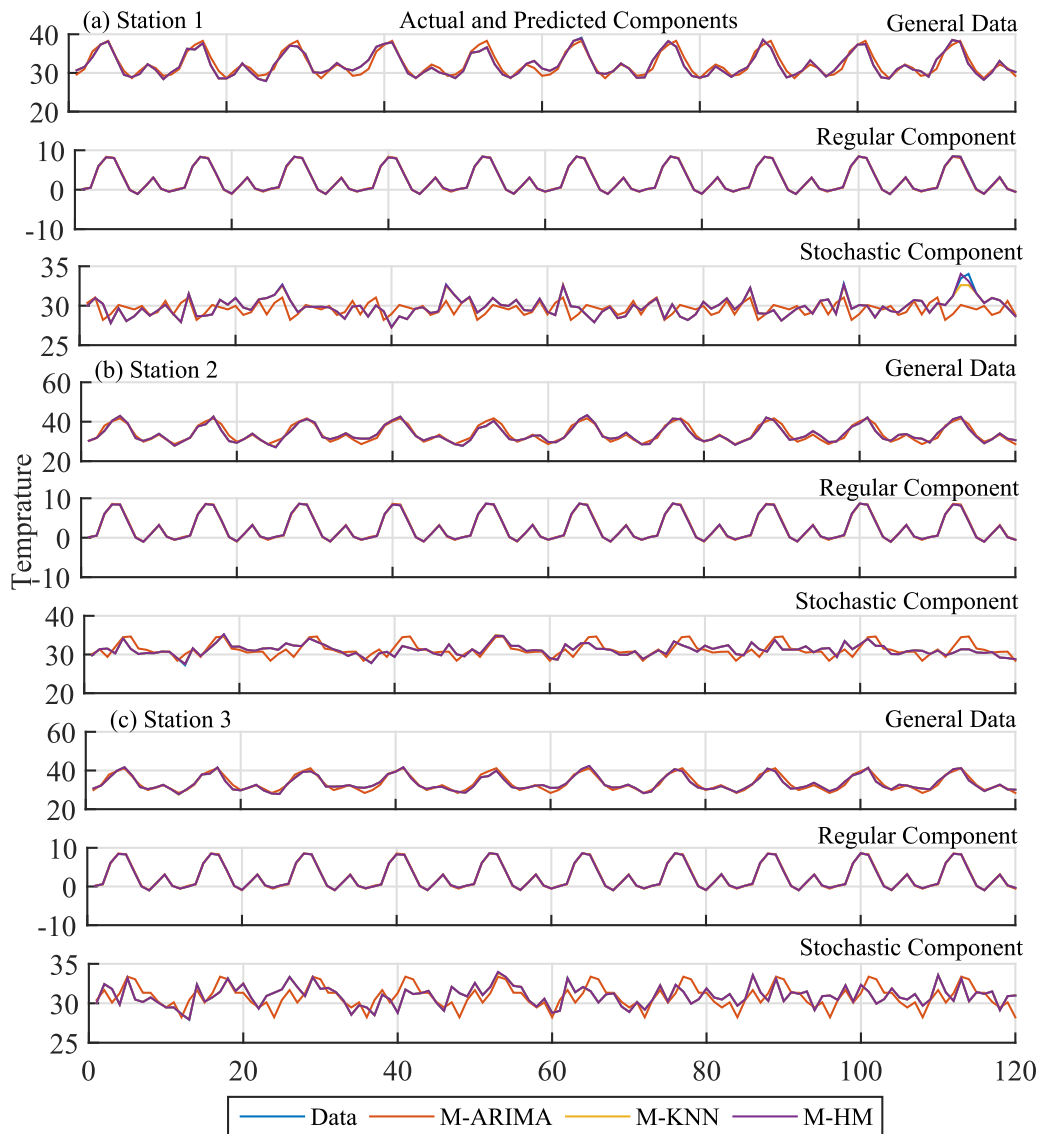 (a) Station 1
Actual and Predicted Components
General Data
40
30
20
Regular Component
10
0
-10
Stochastic Component
35
30
25
(b) Station 2
General Data
60
40
20
Regular Component
10
0
-10
Temprature
Stochastic Component
40
30
20
(c) Station 3
General Data
60
40
20
Regular Component
10
0
-10
Stochastic Component
35
30
25
0 20 40 60 80 100 120
Data M-ARIMA M-KNN M-HM